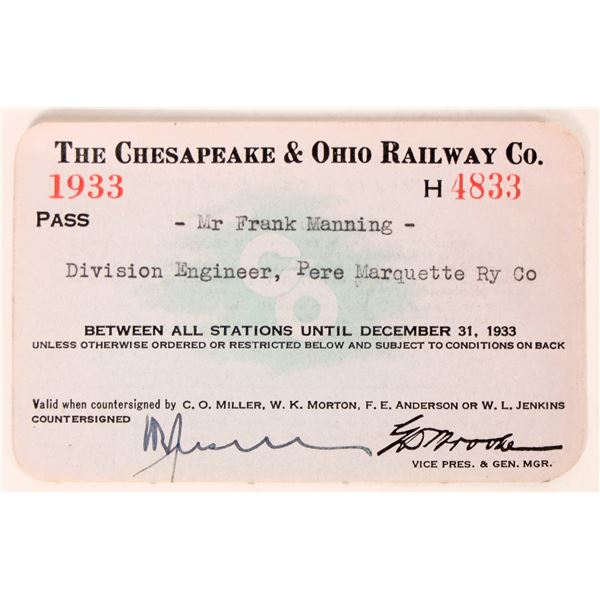 THE CHESAPEAKE & OHIO RAILWAY CO.
1933 H 4833
PASS - Mr Frank Manning -
Division Engineer, Pere Marquette Ry Co
C O
BETWEEN ALL STATIONS UNTIL DECEMBER 31, 1933
UNLESS OTHERWISE ORDERED OR RESTRICTED BELOW AND SUBJECT TO CONDITIONS ON BACK
Valid when countersigned by C. O. MILLER, W. K. MORTON, F. E. ANDERSON OR W. L. JENKINS
COUNTERSIGNED
VICE PRES. & GEN. MGR.